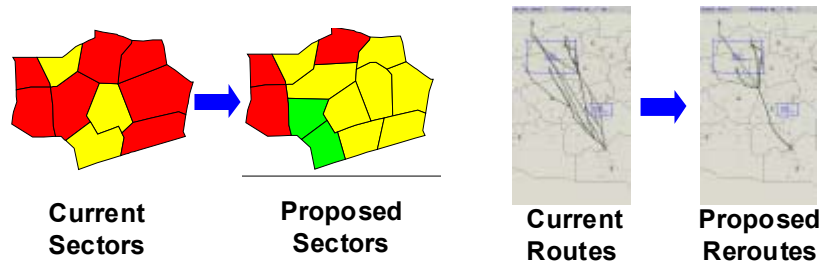 Current
Sectors
Proposed
Sectors
Current
Routes
Proposed
Reroutes